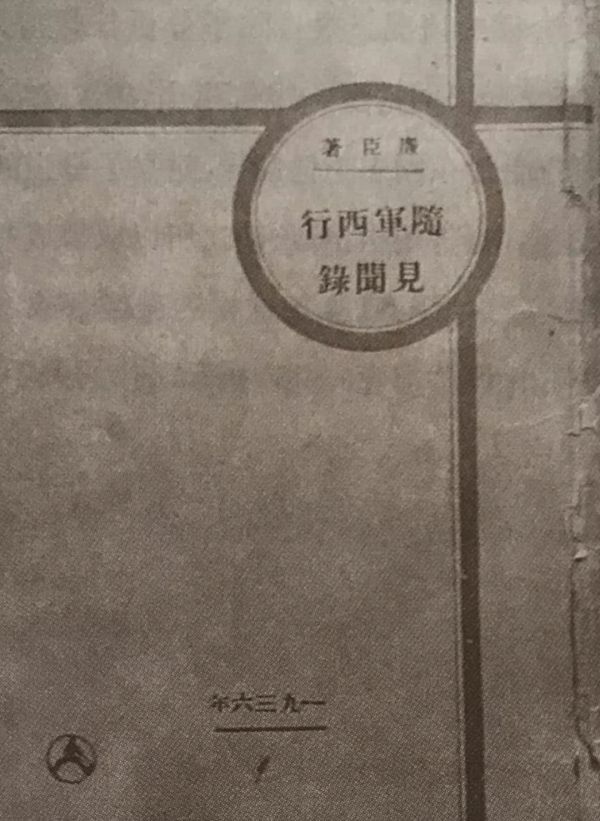 廉臣著
隨軍西行
見聞錄
一九三六年